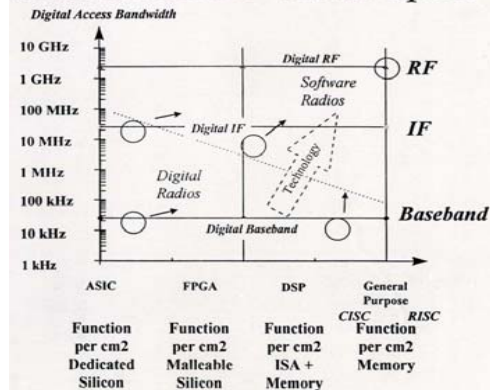 Digital Access Bandwidth
10 GHz
Digital RF
RF
1 GHz
Software
Radios
100 MHz
Digital IF
IF
10 MHz
1 MHz
Digital
Radios
Technology
100 kHz
Baseband
10 kHz
Digital Baseband
1 kHz
ASIC FPGA DSP General
Purpose
CISC RISC
Function Function Function Function
per cm2 per cm2 per cm2 per cm2
Dedicated Malleable ISA + Memory
Silicon Silicon Memory